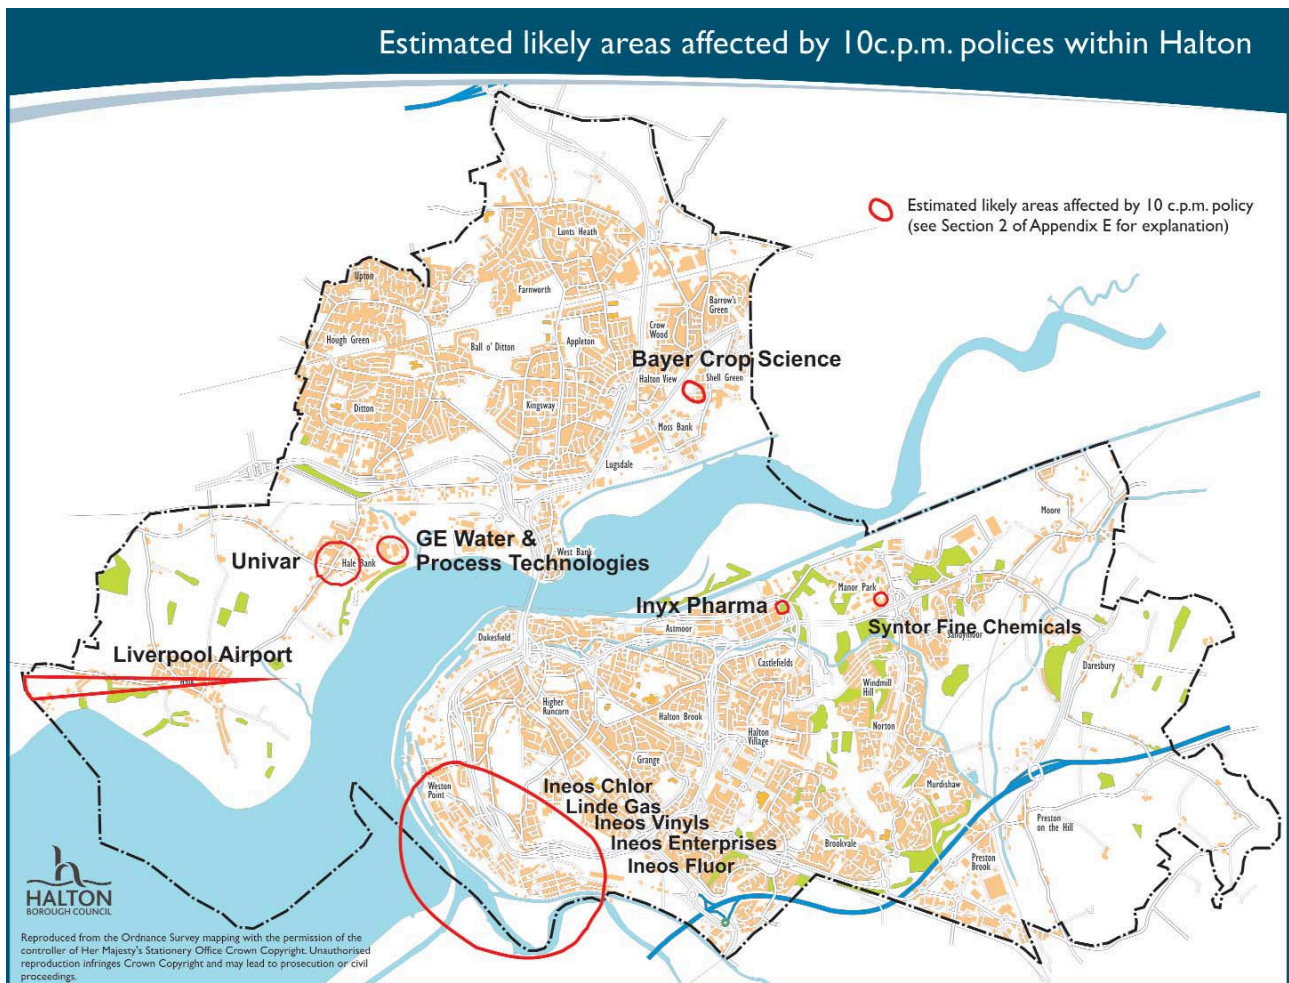 Estimated likely areas affected by 10c.p.m. polices within Halton
Estimated likely areas affected by 10 c.p.m. policy
(see Section 2 of Appendix E for explanation)
Lunts Heath
Upton
Farnworth
Barrow's
Green
Crow
Wood
Hough Green
Ball o' Ditton
Appleton
Bayer Crop Science
Halton View
Shell Green
Ditton
Kingsway
Moss Bank
Lugsdale
Moore
GE Water &
Process Technologies
Univar
Hale Bank
West Bank
Manor Park
Inyx Pharma
Astmoor
Syntor Fine Chemicals
Sandymoor
Dukesfield
Liverpool Airport
Castlefields
Daresbury
Windmill
Hill
Higher
Runcorn
Halton Brook
Norton
Halton
Village
Grange
Weston
Point
Ineos Chlor
Linde Gas
Ineos Vinyls
Ineos Enterprises
Ineos Fluor
Murdishaw
Preston
on the Hill
Brookvale
Preston
Brook
HALTON
BOROUGH COUNCIL
Reproduced from the Ordnance Survey mapping with the permission of the
controller of Her Majesty's Stationery Office Crown Copyright. Unauthorised
reproduction infringes Crown Copyright and may lead to prosecution or civil
proceedings.